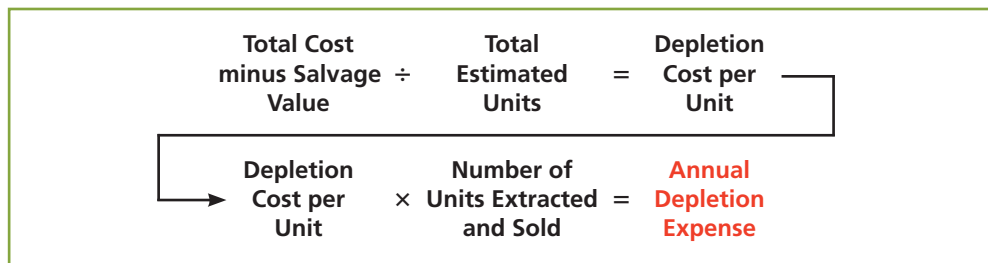 Total Cost Total Depletion
minus Salvage ÷ Estimated = Cost per
Value Units Unit
Depletion Number of Annual
Cost per × Units Extracted = Depletion
Unit and Sold Expense